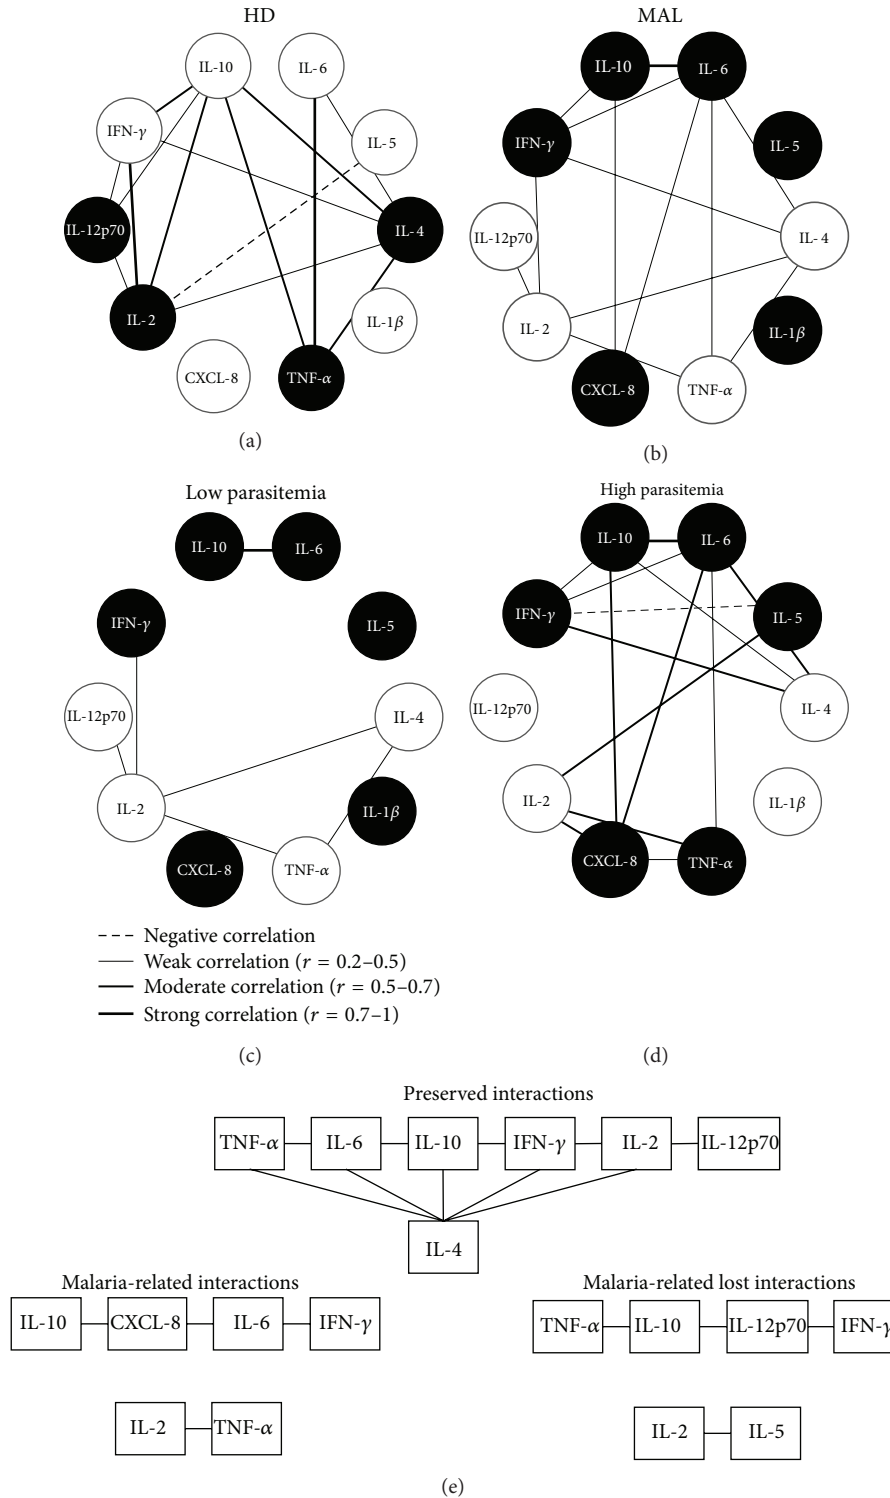 HD
IL-10
IL-6
IFN-γ
IL-5
IL-12p70
IL-4
IL-2
IL-1β
CXCL-8
TNF-α
(a)
MAL
IL-10
IL-6
IFN-γ
IL-5
IL-12p70
IL-4
IL-2
IL-1β
CXCL-8
TNF-α
(b)
Low parasitemia
IL-10
IL-6
IFN-γ
IL-5
IL-12p70
IL-4
IL-2
IL-1β
CXCL-8
TNF-α
Negative correlation
Weak correlation (r = 0.2–0.5)
Moderate correlation (r = 0.5–0.7)
Strong correlation (r = 0.7–1)
(c)
High parasitemia
IL-10
IL-6
IFN-γ
IL-5
IL-12p70
IL-4
IL-2
IL-1β
CXCL-8
TNF-α
(d)
Preserved interactions
TNF-α IL-6 IL-10 IFN-γ IL-2 IL-12p70
IL-4
Malaria-related interactions
IL-10 CXCL-8 IL-6 IFN-γ
IL-2 TNF-α
Malaria-related lost interactions
TNF-α IL-10 IL-12p70 IFN-γ
IL-2 IL-5
(e)